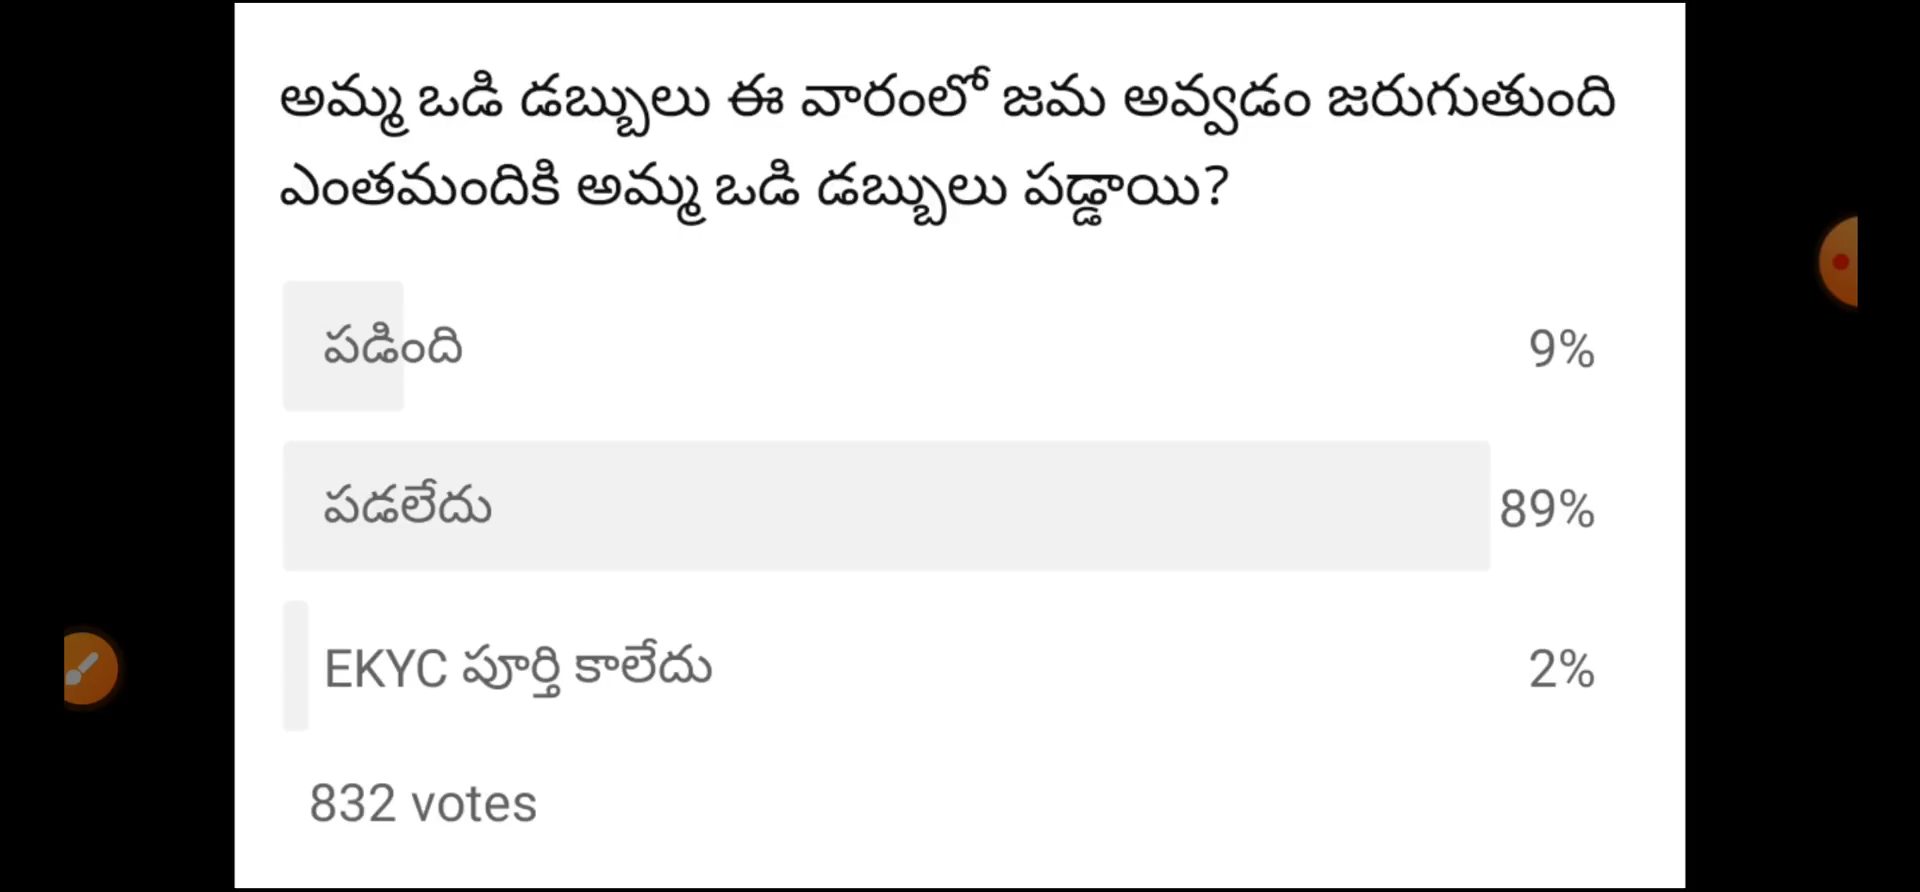 అమ్మ ఒడి డబ్బులు ఈ వారంలో జమ అవ్వడం జరుగుతుంది
ఎంతమందికి అమ్మ ఒడి డబ్బులు పడ్డాయి?
పడింది 9%
పడలేదు 89%
EKYC పూర్తి కాలేదు 2%
832 votes